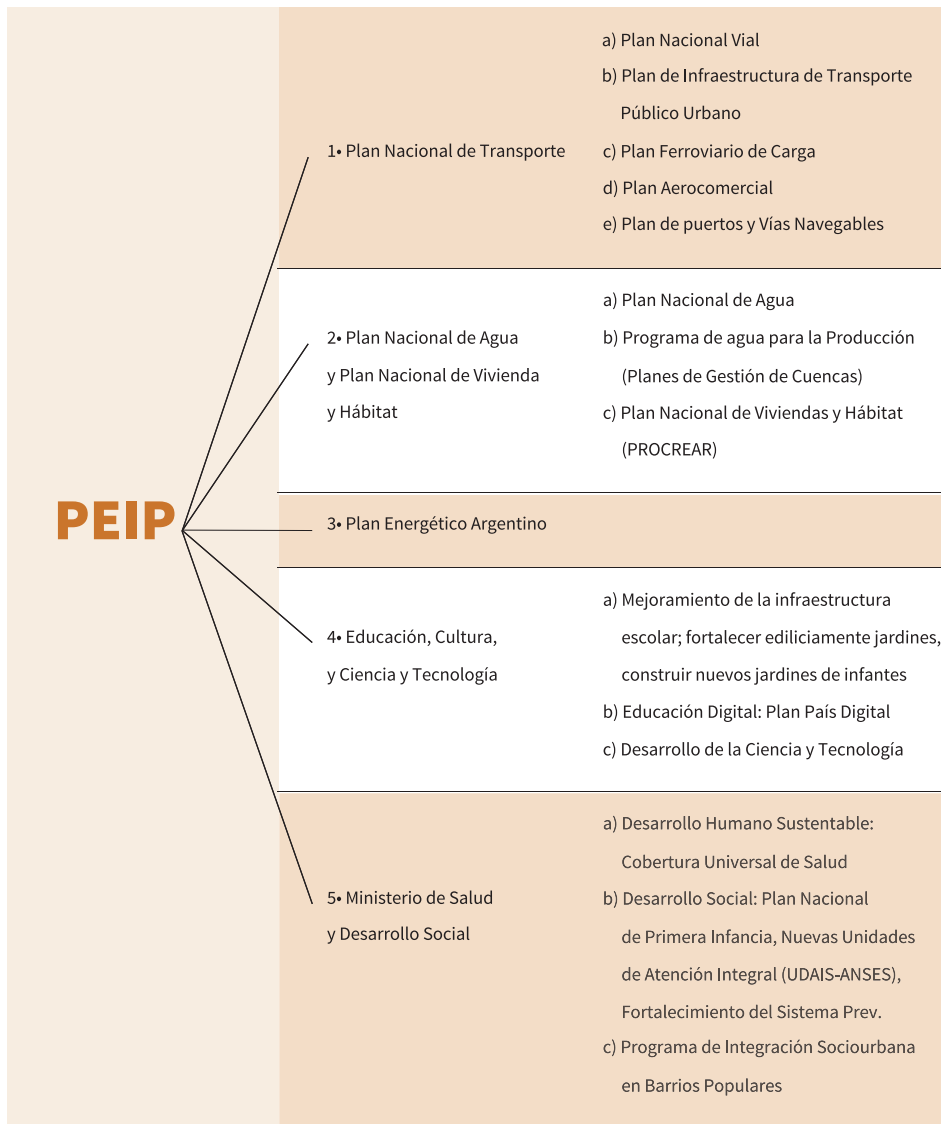 PEIP
1• Plan Nacional de Transporte
a) Plan Nacional Vial
b) Plan de Infraestructura de Transporte
Público Urbano
c) Plan Ferroviario de Carga
d) Plan Aerocomercial
e) Plan de puertos y Vías Navegables
2• Plan Nacional de Agua
y Plan Nacional de Vivienda
y Hábitat
a) Plan Nacional de Agua
b) Programa de agua para la Producción
(Planes de Gestión de Cuencas)
c) Plan Nacional de Viviendas y Hábitat
(PROCREAR)
3• Plan Energético Argentino
4• Educación, Cultura,
y Ciencia y Tecnología
a) Mejoramiento de la infraestructura
escolar; fortalecer ediliciamente jardines,
construir nuevos jardines de infantes
b) Educación Digital: Plan País Digital
c) Desarrollo de la Ciencia y Tecnología
5• Ministerio de Salud
y Desarrollo Social
a) Desarrollo Humano Sustentable:
Cobertura Universal de Salud
b) Desarrollo Social: Plan Nacional
de Primera Infancia, Nuevas Unidades
de Atención Integral (UDAIS-ANSES),
Fortalecimiento del Sistema Prev.
c) Programa de Integración Sociourbana
en Barrios Populares